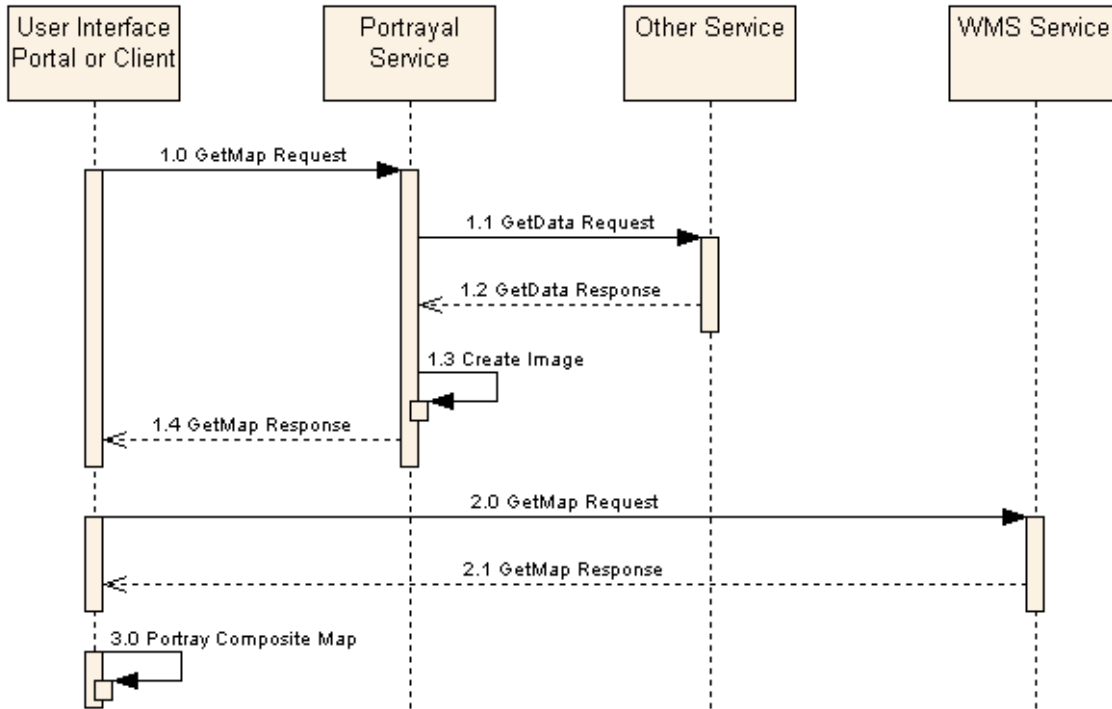 User Interface
Portal or Client
Portrayal
Service
Other Service
WMS Service
1.0 GetMap Request
1.1 GetData Request
1.2 GetData Response
1.3 Create Image
1.4 GetMap Response
2.0 GetMap Request
2.1 GetMap Response
3.0 Portray Composite Map